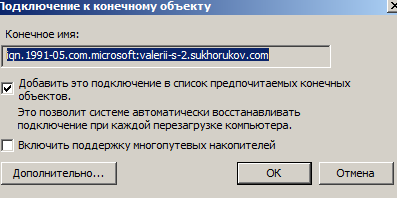 Подключение к конечному объекту
Конечное имя:
iqn.1991-05.com.microsoft:valerii-s-2.sukhorukov.com
Добавить это подключение в список предпочитаемых конечных
объектов.
Это позволит системе автоматически восстанавливать
подключение при каждой перезагрузке компьютера.
Включить поддержку многопутевых накопителей
Дополнительно...
ОК
Отмена